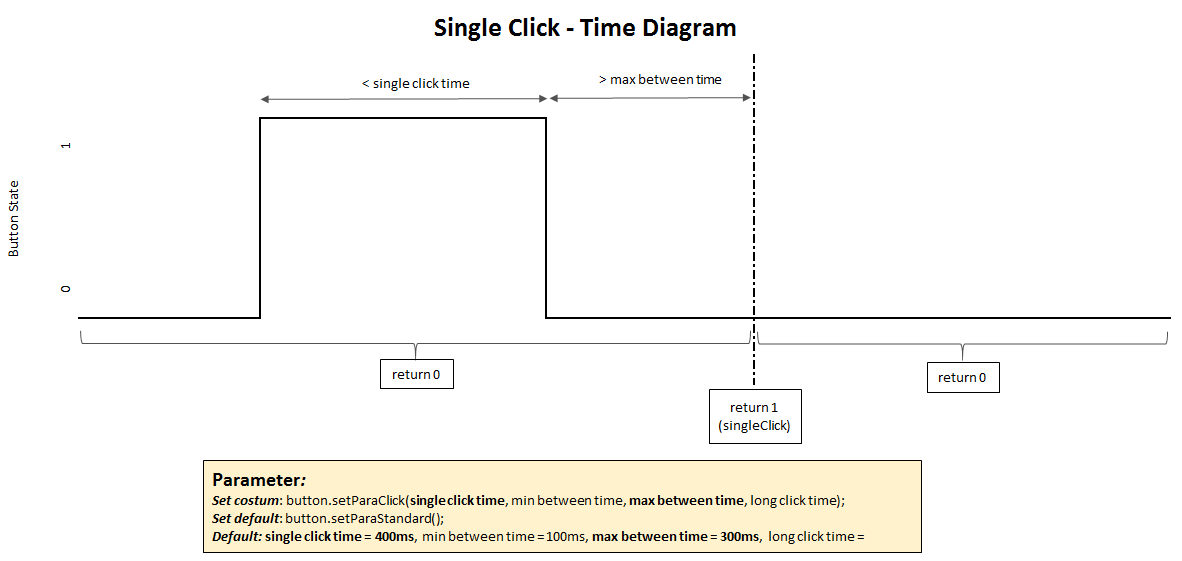 Single Click - Time Diagram
< single click time
> max between time
1
Button State
0
return 0
return 0
return 1
(singleClick)
Parameter:
Set costum: button.setParaClick(single click time, min between time, max between time, long click time);
Set default: button.setParaStandard();
Default: single click time = 400ms, min between time =100ms, max between time = 300ms, long click time =